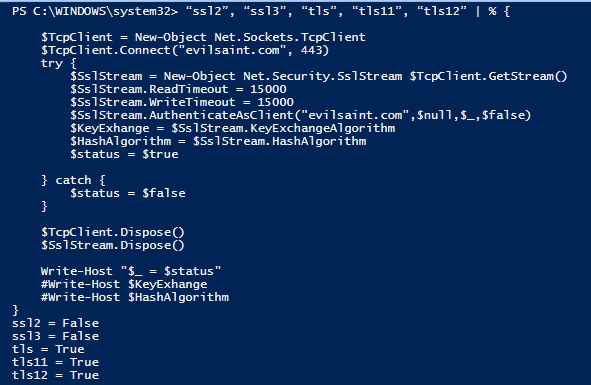 PS C:\WINDOWS\system32> “ssl2”, “ssl3”, “tls”, “tls11”, “tls12” | % {
$TcpClient = New-Object Net.Sockets.TcpClient
$TcpClient.Connect("evilsaint.com", 443)
try {
$SslStream = New-Object Net.Security.SslStream $TcpClient.GetStream()
$SslStream.ReadTimeout = 15000
$SslStream.WriteTimeout = 15000
$SslStream.AuthenticateAsClient("evilsaint.com",$null,$_,$false)
$KeyExhange = $SslStream.KeyExchangeAlgorithm
$HashAlgorithm = $SslStream.HashAlgorithm
$status = $true
} catch {
$status = $false
}
$TcpClient.Dispose()
$SslStream.Dispose()
Write-Host "$_ = $status"
#Write-Host $KeyExhange
#Write-Host $HashAlgorithm
}
ssl2 = False
ssl3 = False
tls = True
tls11 = True
tls12 = True